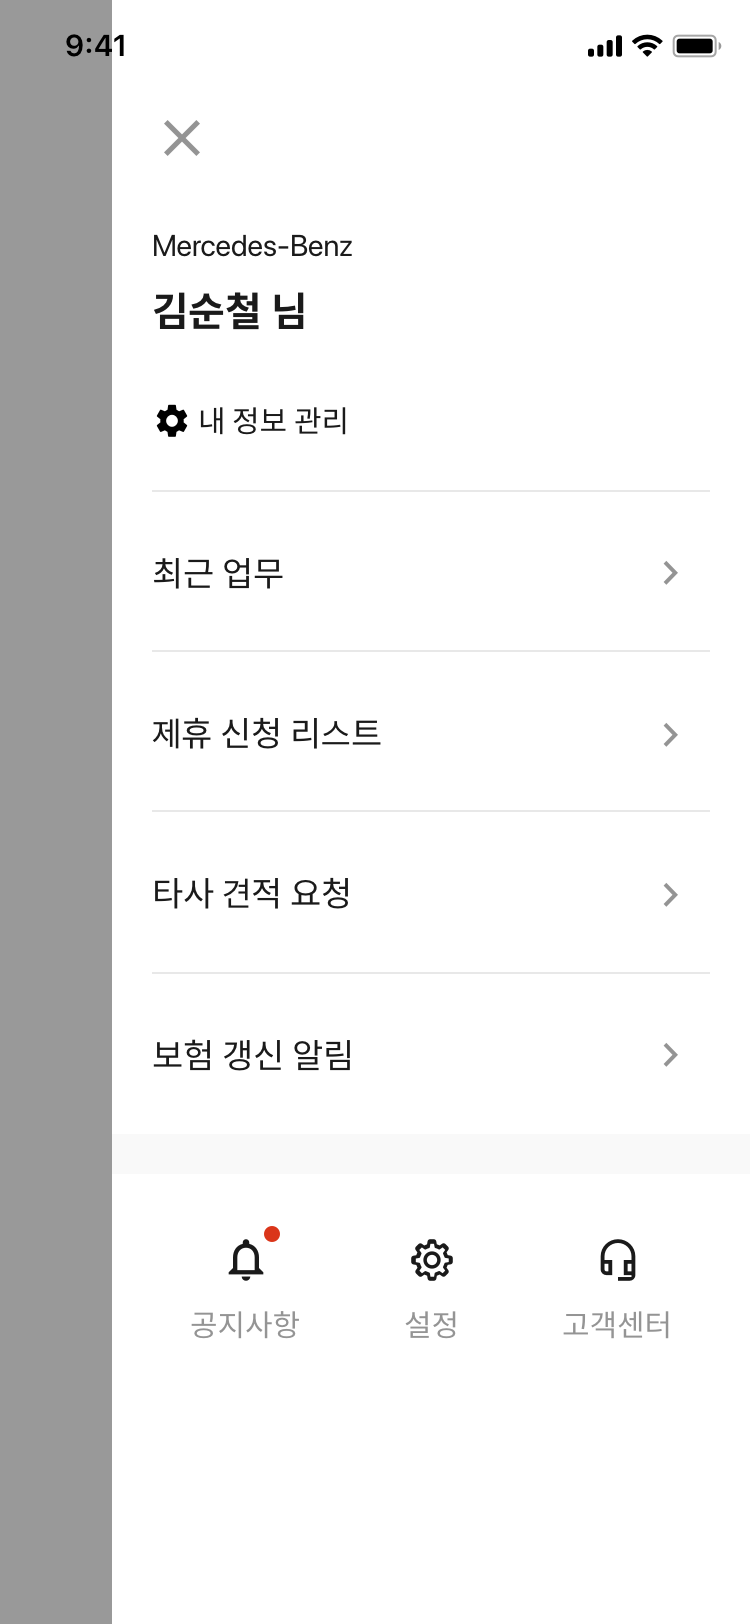 9:41
Mercedes-Benz
김순철 님
내 정보 관리
최근 업무
제휴 신청 리스트
타사 견적 요청
보험 갱신 알림
공지사항 설정 고객센터